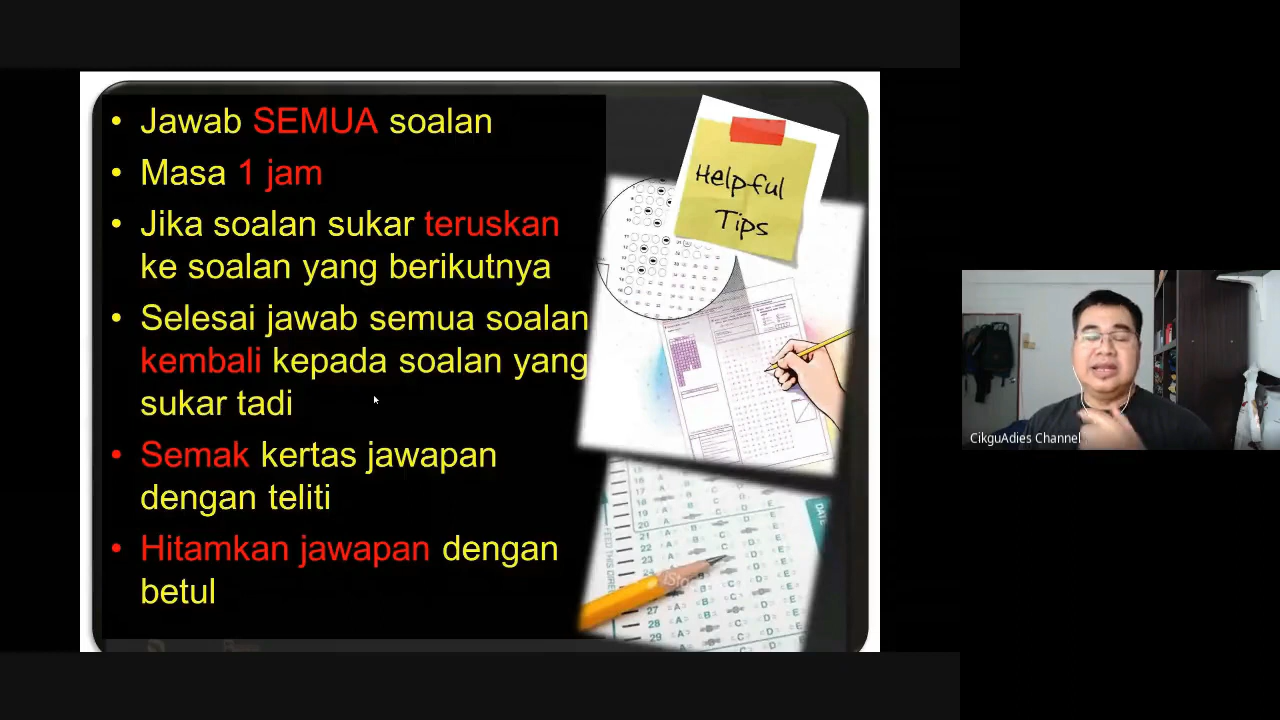 • Jawab SEMUA soalan
• Masa 1 jam
• Jika soalan sukar teruskan
ke soalan yang berikutnya
• Selesai jawab semua soalan
kembali kepada soalan yang
sukar tadi
• Semak kertas jawapan
dengan teliti
• Hitamkan jawapan dengan
betul
Helpful
Tips
CikguAdies Channel